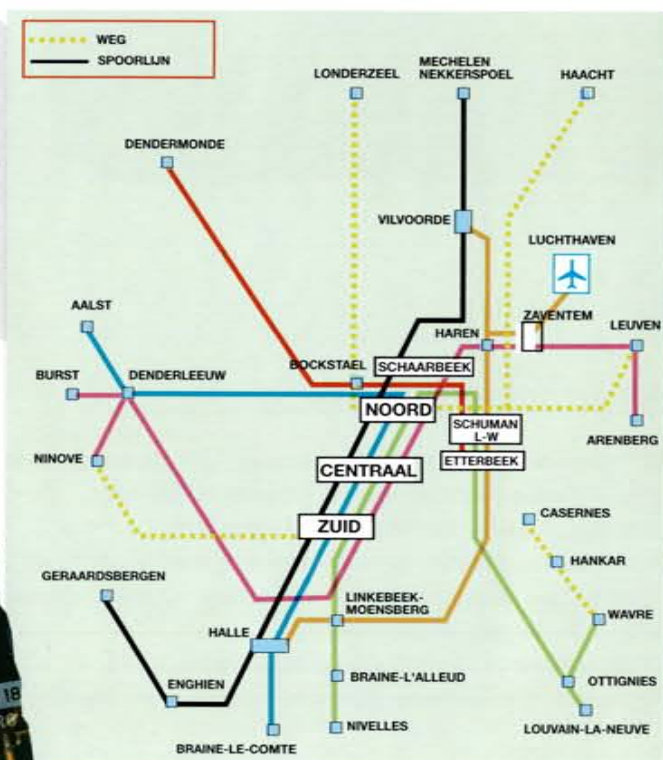 WEG
SPOORLIJN
LONDERZEEL
MECHELEN
NEKKERSPOEL
HAACHT
DENDERMONDE
VILVOORDE
LUCHTHAVEN
AALST
HAREN
ZAVENTEM
LEUVEN
BOCKSTAEL
SCHAARBEEK
BURST
DENDERLEEUW
NOORD
SCHUMAN
L-W
ARENBERG
NINOVE
CENTRAAL
ETTERBEEK
CASERNES
ZUID
HANKAR
GERAARDSBERGEN
LINKEBEEK-
MOENSBERG
WAVRE
HALLE
ENGHIEN
BRAINE-L'ALLEUD
OTTIGNIES
18
NIVELLES
LOUVAIN-LA-NEUVE
BRAINE-LE-COMTE